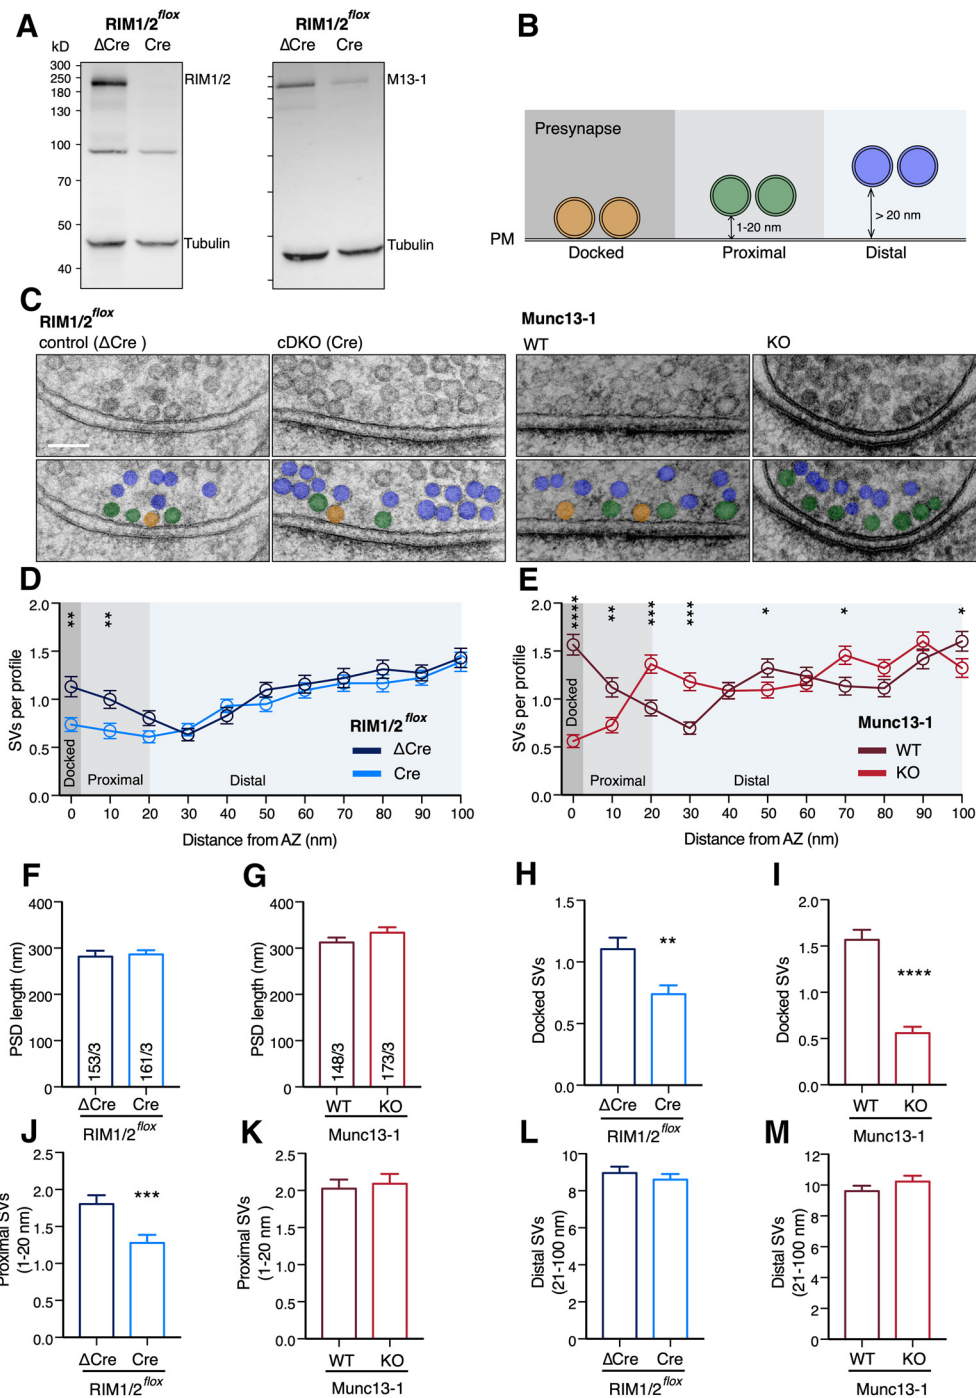 A
RIM1/2flox
RIM1/2flox
kD
ΔCre Cre
ΔCre Cre
300
250
180
130
100
70
50
40
RIM1/2
M13-1
Tubulin
Tubulin
B
Presynapse
1-20 nm
> 20 nm
PM
Docked
Proximal
Distal
C
RIM1/2flox
control (ΔCre )
cDKO (Cre)
Munc13-1
WT
KO
D
SVs per profile
2.0
1.5
1.0
0.5
0.0
**
**
Docked
Proximal
Distal
RIM1/2flox
ΔCre
Cre
0 10 20 30 40 50 60 70 80 90 100
Distance from AZ (nm)
E
SVs per profile
2.0
1.5
1.0
0.5
0.0
****
**
***
***
*
*
*
Docked
Proximal
Distal
Munc13-1
WT
KO
0 10 20 30 40 50 60 70 80 90 100
Distance from AZ (nm)
F
PSD length (nm)
400
300
200
100
0
153/3
161/3
ΔCre Cre
RIM1/2flox
G
PSD length (nm)
400
300
200
100
0
148/3
173/3
WT KO
Munc13-1
H
Docked SVs
1.5
1.0
0.5
0.0
**
ΔCre Cre
RIM1/2flox
I
Docked SVs
2.0
1.5
1.0
0.5
0.0
****
WT KO
Munc13-1
J
Proximal SVs
(1-20 nm)
2.5
2.0
1.5
1.0
0.5
0.0
***
ΔCre Cre
RIM1/2flox
K
Proximal SVs
(1-20 nm )
2.5
2.0
1.5
1.0
0.5
0.0
WT KO
Munc13-1
L
Distal SVs
(21-100 nm)
10
8
6
4
2
0
ΔCre Cre
RIM1/2flox
M
Distal SVs
(21-100 nm)
12
10
8
6
4
2
0
WT KO
Munc13-1